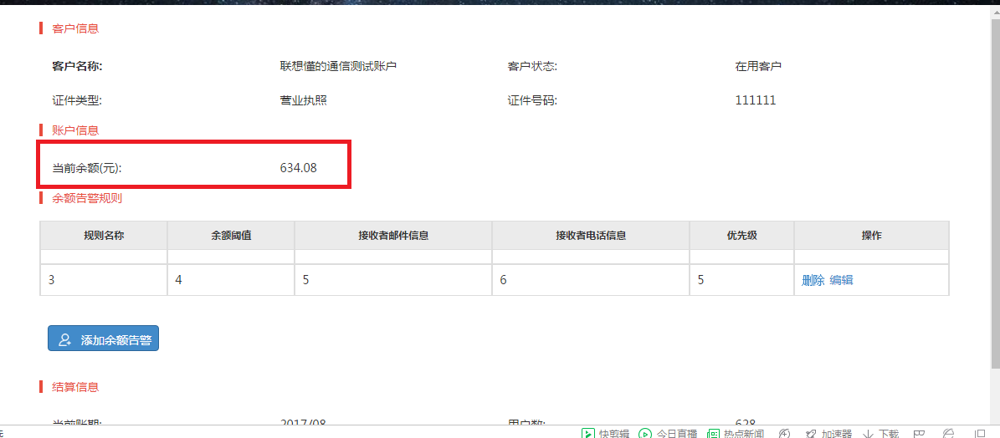 客户信息
客户名称: 联想懂的通信测试账户 客户状态: 在用客户
证件类型: 营业执照 证件号码: 111111
账户信息
当前余额(元): 634.08
余额告警规则
规则名称 余额阈值 接收者邮件信息 接收者电话信息 优先级 操作
3 4 5 6 5 删除 编辑
添加余额告警
结算信息
当前账期: 2017/08 用户数: 628
快剪辑 今日直播 热点新闻 加速器 下载